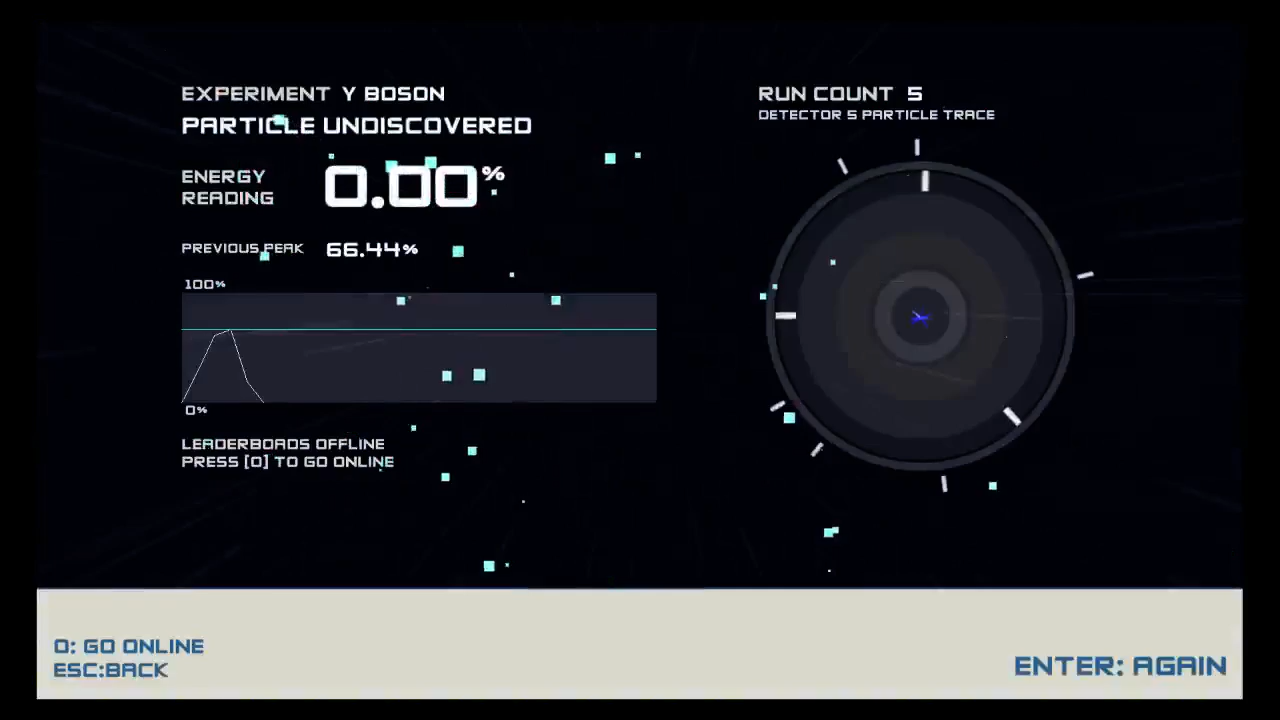 EXPERIMENT Y BOSON
PARTICLE UNDISCOVERED
ENERGY
READING
0.00%
PREVIOUS PEAK 66.44%
100%
0%
LEADERBOARDS OFFLINE
PRESS [O] TO GO ONLINE
RUN COUNT 5
DETECTOR 5 PARTICLE TRACE
O: GO ONLINE
ESC:BACK
ENTER: AGAIN